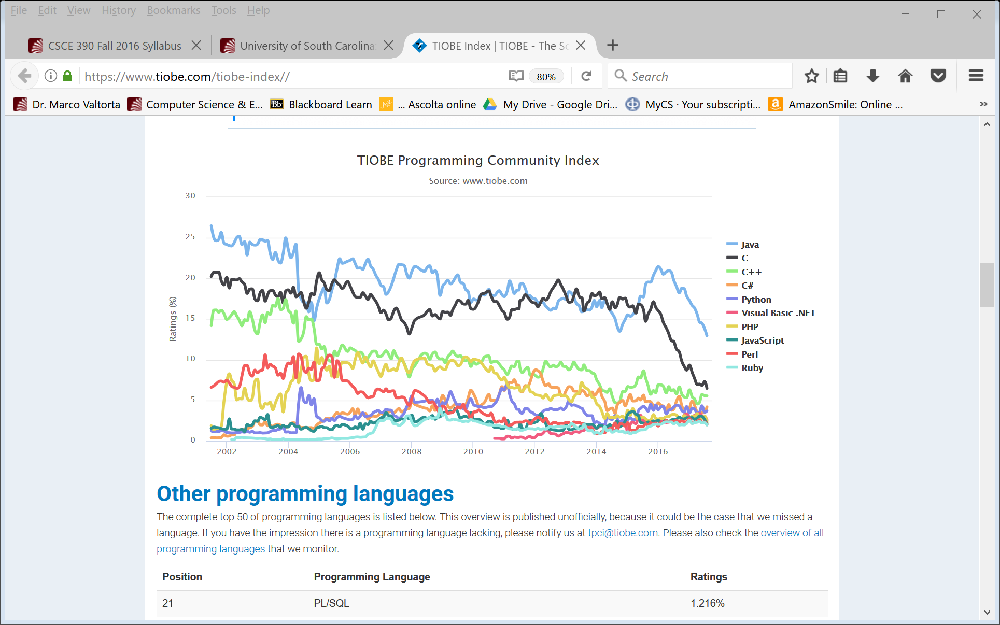 File Edit View History Bookmarks Tools Help
CSCE 390 Fall 2016 Syllabus
University of South Carolina:
TIOBE Index | TIOBE - The Sc
https://www.tiobe.com/tiobe-index//
80%
Search
Dr. Marco Valtorta
Computer Science & E...
Bb
Blackboard Learn
... Ascolta online
My Drive - Google Dri...
MyCS · Your subscripti...
a
AmazonSmile: Online ...
TIOBE Programming Community Index
Source: www.tiobe.com
Ratings (%)
30
25
20
15
10
5
0
2002 2004 2006 2008 2010 2012 2014 2016
Java
C
C++
C#
Python
Visual Basic .NET
PHP
JavaScript
Perl
Ruby
Other programming languages
The complete top 50 of programming languages is listed below. This overview is published unofficially, because it could be the case that we missed a
language. If you have the impression there is a programming language lacking, please notify us at tpci@tiobe.com. Please also check the overview of all
programming languages that we monitor.
Position Programming Language Ratings
21 PL/SQL 1.216%